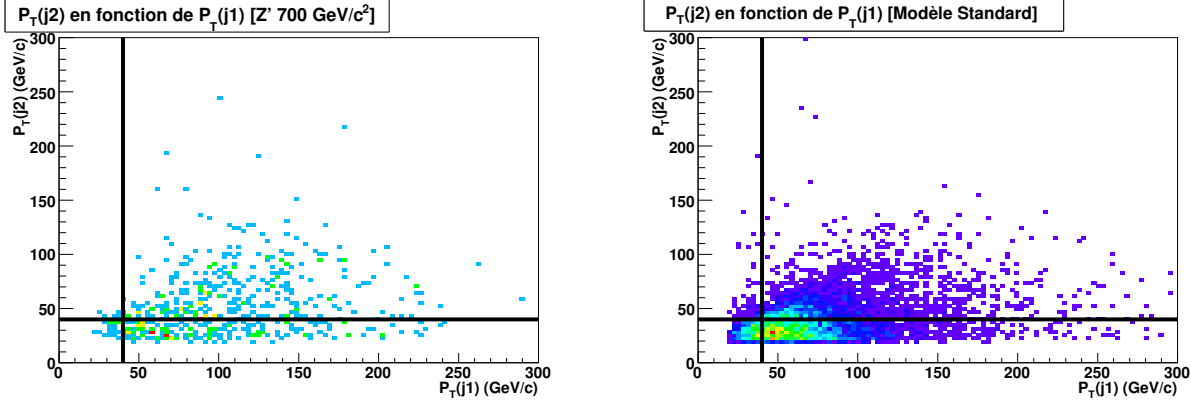 P_T(j2) en fonction de P_T(j1) [Z' 700 GeV/c²]
P_T(j2) (GeV/c)
300
250
200
150
100
50
0
0 50 100 150 200 250 300
P_T(j1) (GeV/c)
P_T(j2) en fonction de P_T(j1) [Modèle Standard]
P_T(j2) (GeV/c)
300
250
200
150
100
50
0
0 50 100 150 200 250 300
P_T(j1) (GeV/c)